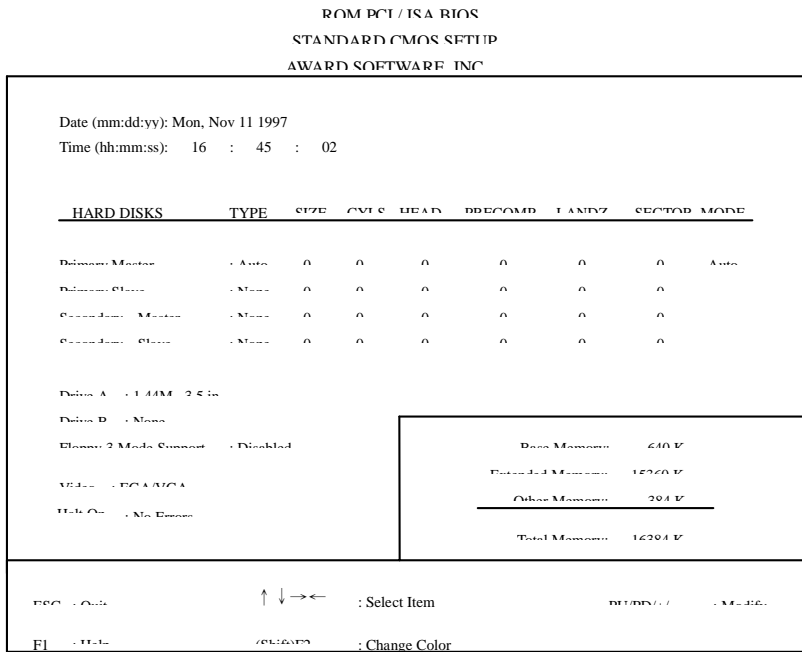 ROM PCI / ISA BIOS
STANDARD CMOS SETUP
AWARD SOFTWARE, INC
Date (mm:dd:yy): Mon, Nov 11 1997
Time (hh:mm:ss): 16 : 45 : 02
HARD DISKS TYPE SIZE CYLS HEAD PRECOMP LANDZ SECTOR MODE
Primary Master : Auto 0 0 0 0 0 0 Auto
Primary Slave : None 0 0 0 0 0 0
Secondary Master : None 0 0 0 0 0 0
Secondary Slave : None 0 0 0 0 0 0
Drive A : 1.44M, 3.5 in
Drive B : None
Floppy 3 Mode Support : Disabled
Base Memory: 640 K
Extended Memory: 15360 K
Video : EGA/VGA
Other Memory: 384 K
Halt On : No Errors
Total Memory: 16384 K
ESC : Quit ↑ ↓ → ← : Select Item PU/PD/+/- : Modify
F1 : Help (Shift)F2 : Change Color